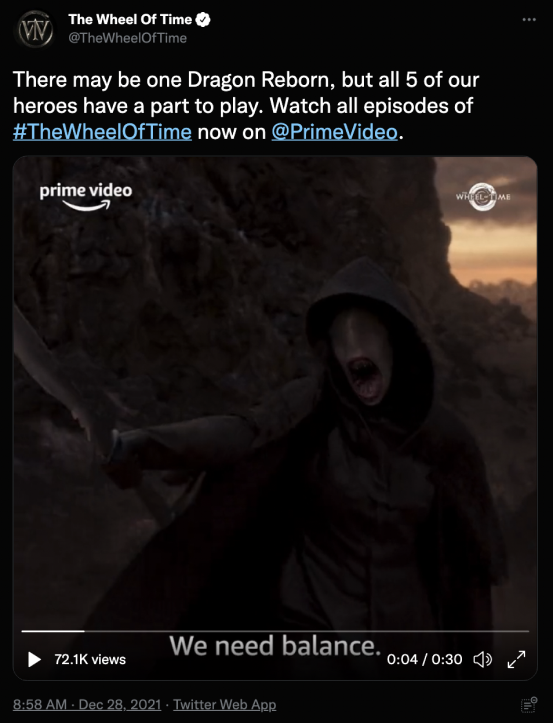 The Wheel Of Time
@TheWheelOfTime
There may be one Dragon Reborn, but all 5 of our
heroes have a part to play. Watch all episodes of
#TheWheelOfTime now on @PrimeVideo.
prime video
THE
WHEEL OF TIME
We need balance.
72.1K views
0:04 / 0:30
8:58 AM · Dec 28, 2021 · Twitter Web App